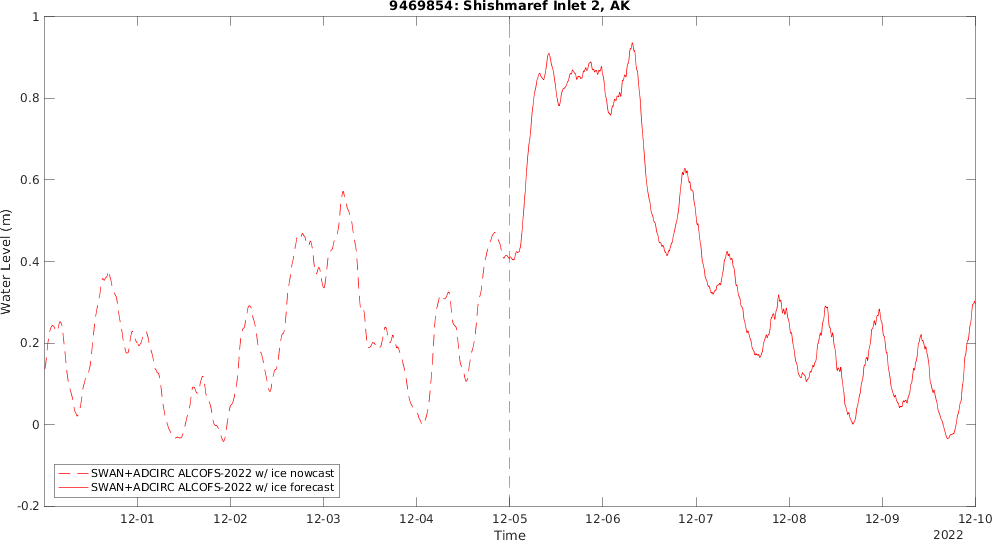 9469854: Shishmaref Inlet 2, AK
1
0.8
0.6
0.4
0.2
0
-0.2
Water Level (m)
SWAN+ADCIRC ALCOFS-2022 w/ ice nowcast
SWAN+ADCIRC ALCOFS-2022 w/ ice forecast
12-01 12-02 12-03 12-04 12-05 12-06 12-07 12-08 12-09 12-10
Time
2022